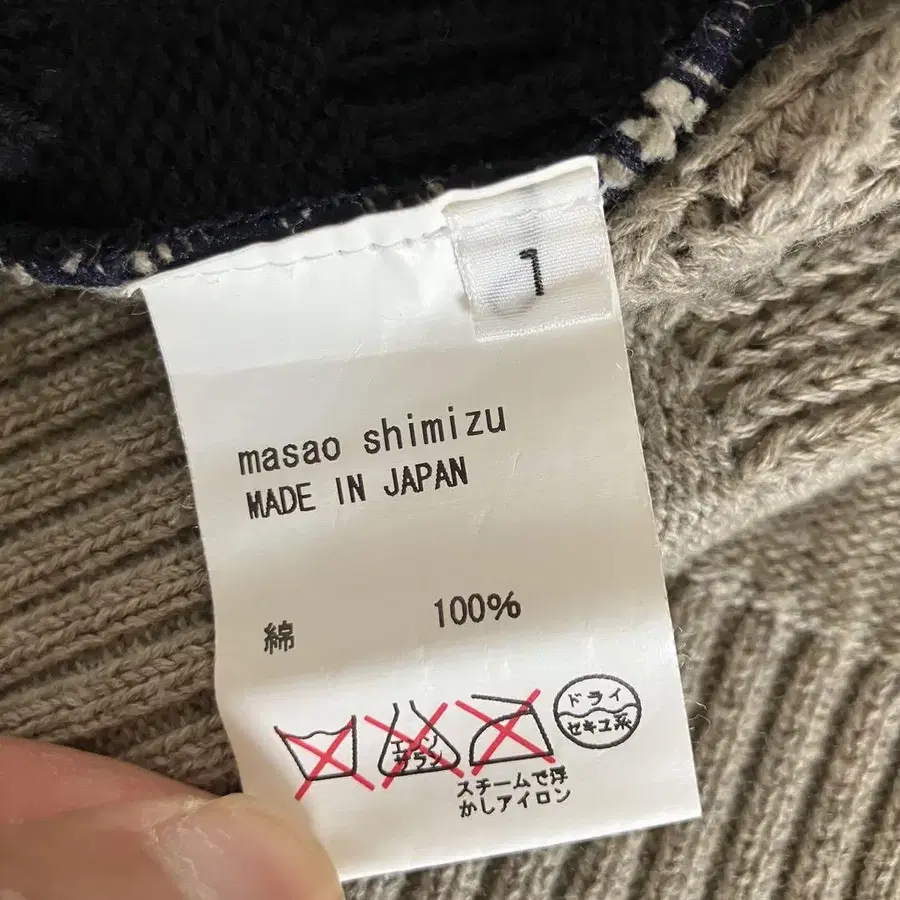 1
masao shimizu
MADE IN JAPAN
綿 100%
エンソ
サラシ
ドライ
セキユ系
スチームで浮
かしアイロン